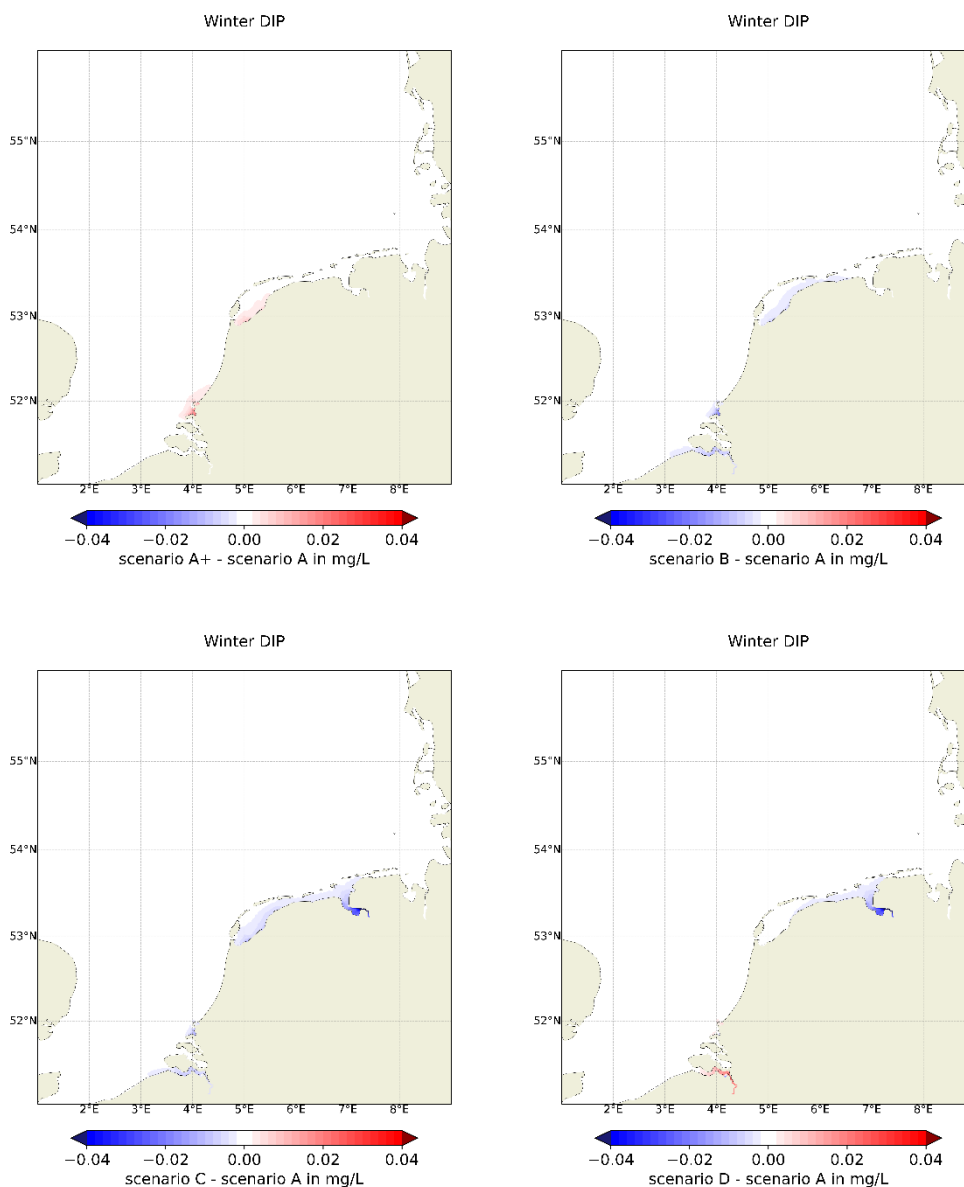 Winter DIP
Winter DIP
55°N
55°N
54°N
54°N
53°N
53°N
52°N
52°N
2°E 3°E 4°E 5°E 6°E 7°E 8°E
2°E 3°E 4°E 5°E 6°E 7°E 8°E
−0.04 −0.02 0.00 0.02 0.04
−0.04 −0.02 0.00 0.02 0.04
scenario A+ - scenario A in mg/L
scenario B - scenario A in mg/L
Winter DIP
Winter DIP
55°N
55°N
54°N
54°N
53°N
53°N
52°N
52°N
2°E 3°E 4°E 5°E 6°E 7°E 8°E
2°E 3°E 4°E 5°E 6°E 7°E 8°E
−0.04 −0.02 0.00 0.02 0.04
−0.04 −0.02 0.00 0.02 0.04
scenario C - scenario A in mg/L
scenario D - scenario A in mg/L